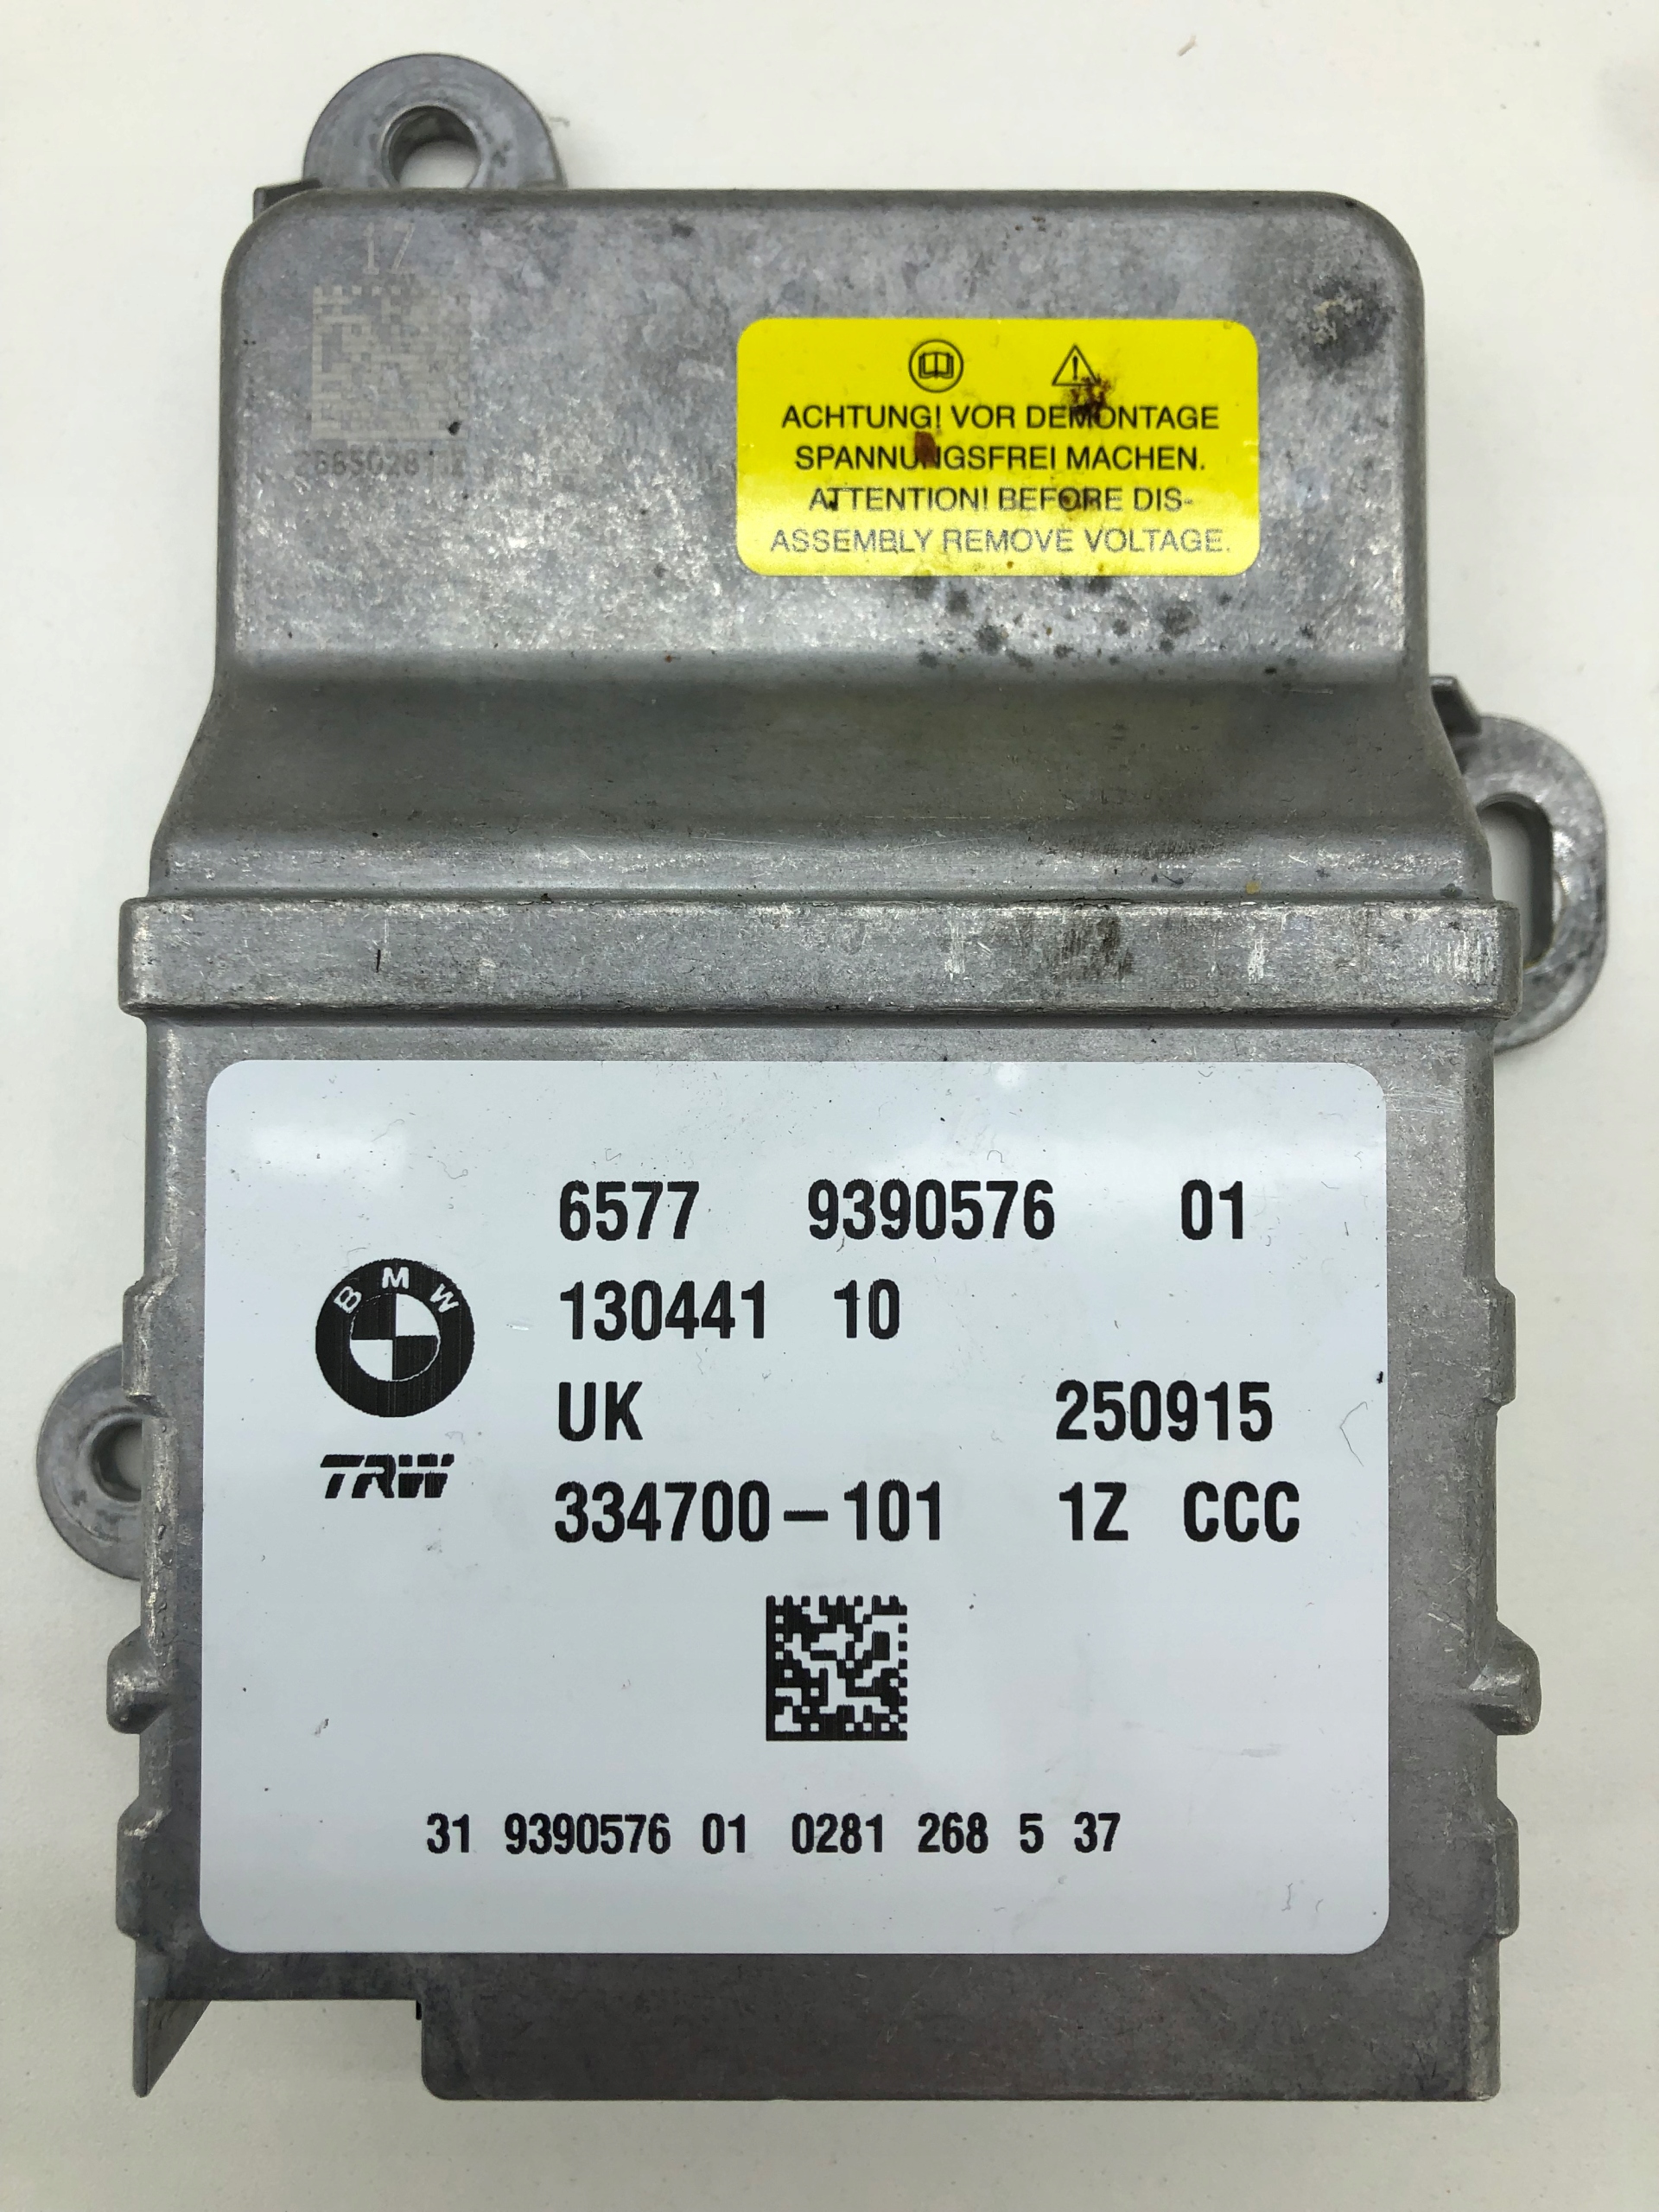 1Z
ACHTUNG! VOR DEMONTAGE
SPANNUNGSFREI MACHEN.
ATTENTION! BEFORE DIS-
ASSEMBLY REMOVE VOLTAGE.
6577 9390576 01
130441 10
BMW
UK 250915
TRW
334700-101 1Z CCC
31 9390576 01 0281 268 5 37